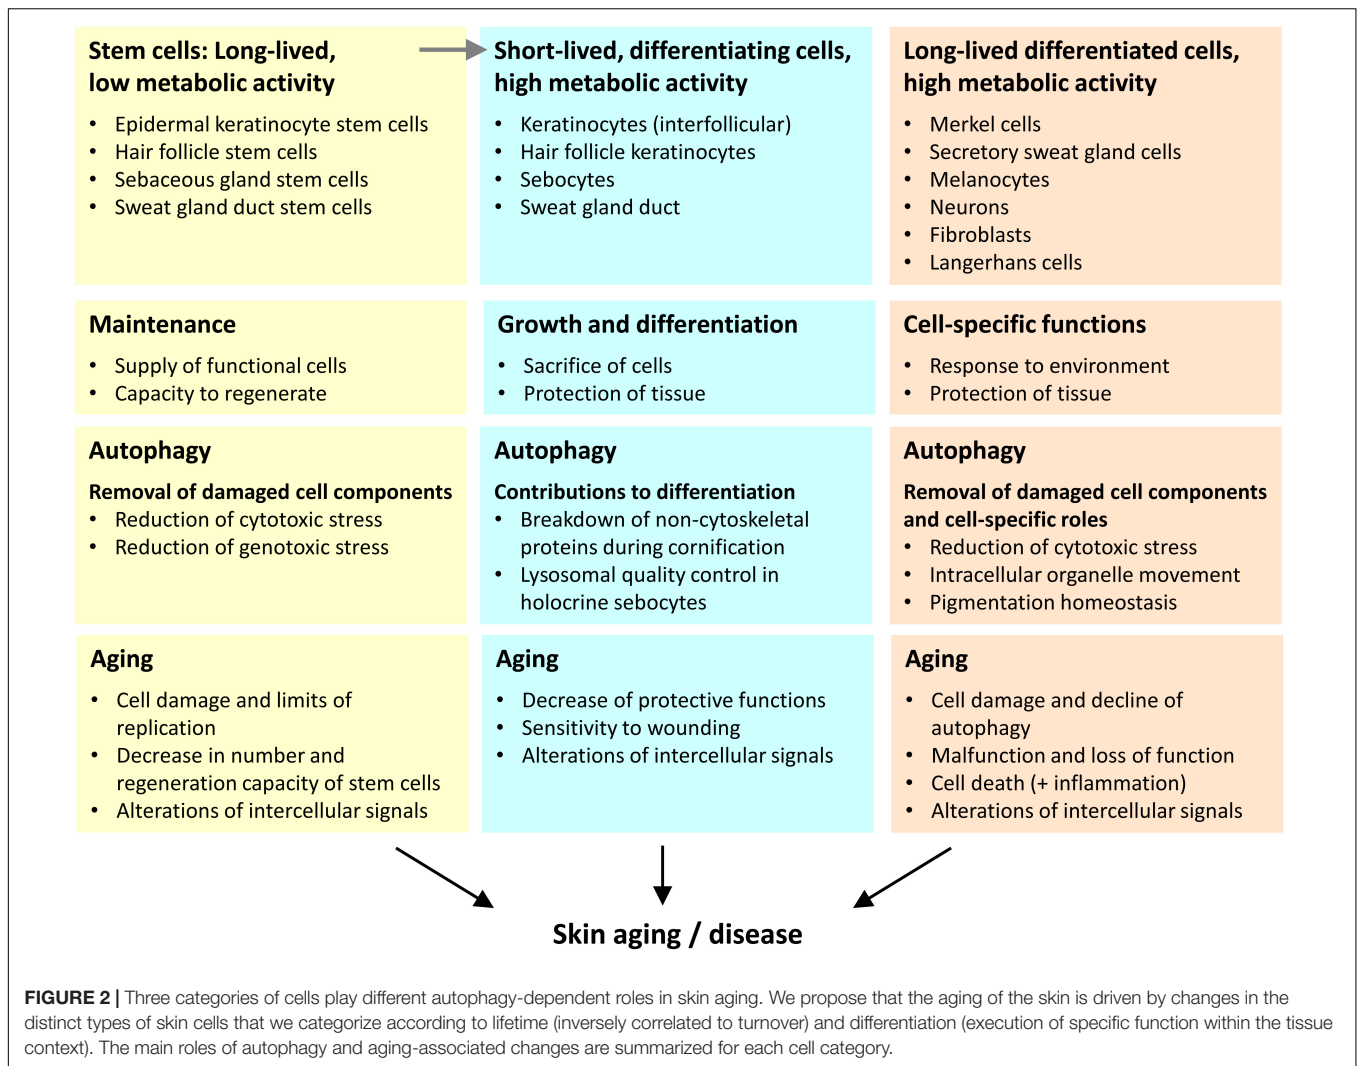 Stem cells: Long-lived,
low metabolic activity
• Epidermal keratinocyte stem cells
• Hair follicle stem cells
• Sebaceous gland stem cells
• Sweat gland duct stem cells
Short-lived, differentiating cells,
high metabolic activity
• Keratinocytes (interfollicular)
• Hair follicle keratinocytes
• Sebocytes
• Sweat gland duct
Long-lived differentiated cells,
high metabolic activity
• Merkel cells
• Secretory sweat gland cells
• Melanocytes
• Neurons
• Fibroblasts
• Langerhans cells
Maintenance
• Supply of functional cells
• Capacity to regenerate
Growth and differentiation
• Sacrifice of cells
• Protection of tissue
Cell-specific functions
• Response to environment
• Protection of tissue
Autophagy
Removal of damaged cell components
• Reduction of cytotoxic stress
• Reduction of genotoxic stress
Autophagy
Contributions to differentiation
• Breakdown of non-cytoskeletal
proteins during cornification
• Lysosomal quality control in
holocrine sebocytes
Autophagy
Removal of damaged cell components
and cell-specific roles
• Reduction of cytotoxic stress
• Intracellular organelle movement
• Pigmentation homeostasis
Aging
• Cell damage and limits of
replication
• Decrease in number and
regeneration capacity of stem cells
• Alterations of intercellular signals
Aging
• Decrease of protective functions
• Sensitivity to wounding
• Alterations of intercellular signals
Aging
• Cell damage and decline of
autophagy
• Malfunction and loss of function
• Cell death (+ inflammation)
• Alterations of intercellular signals
Skin aging / disease
FIGURE 2 | Three categories of cells play different autophagy-dependent roles in skin aging. We propose that the aging of the skin is driven by changes in the
distinct types of skin cells that we categorize according to lifetime (inversely correlated to turnover) and differentiation (execution of specific function within the tissue
context). The main roles of autophagy and aging-associated changes are summarized for each cell category.